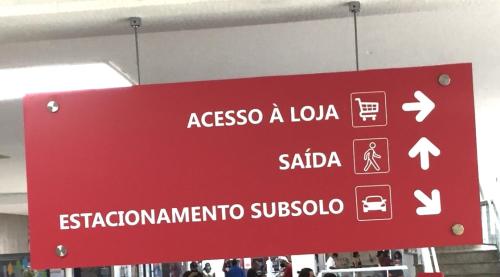 ACESSO À LOJA
SAÍDA
ESTACIONAMENTO SUBSOLO